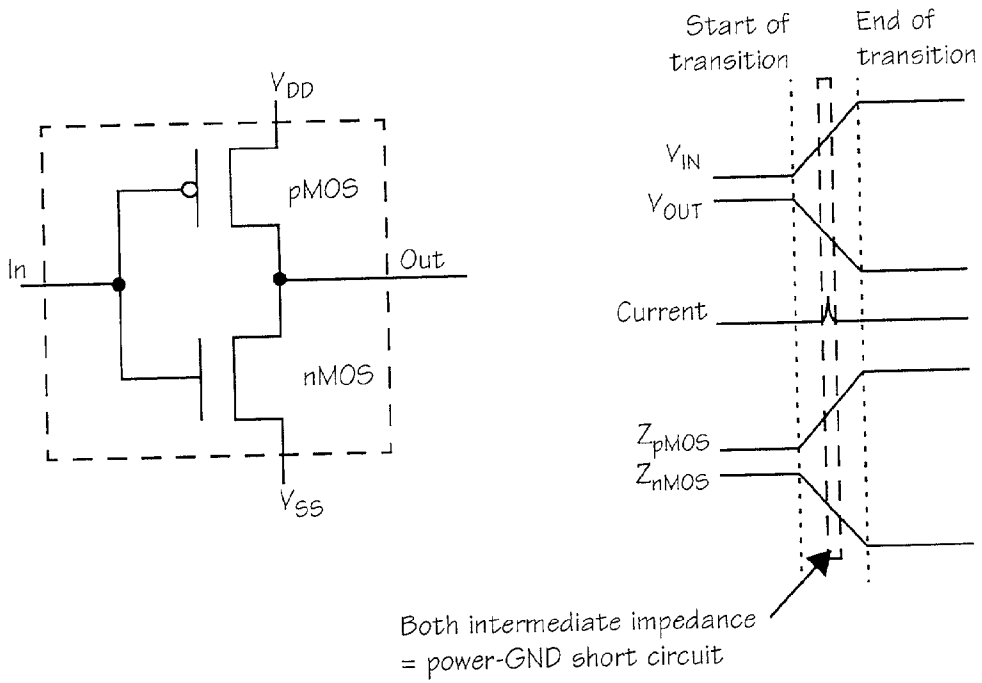 Start of
transition
End of
transition
VDD
pMOS
In
Out
nMOS
VSS
VIN
VOUT
Current
ZpMOS
ZnMOS
Both intermediate impedance
= power-GND short circuit